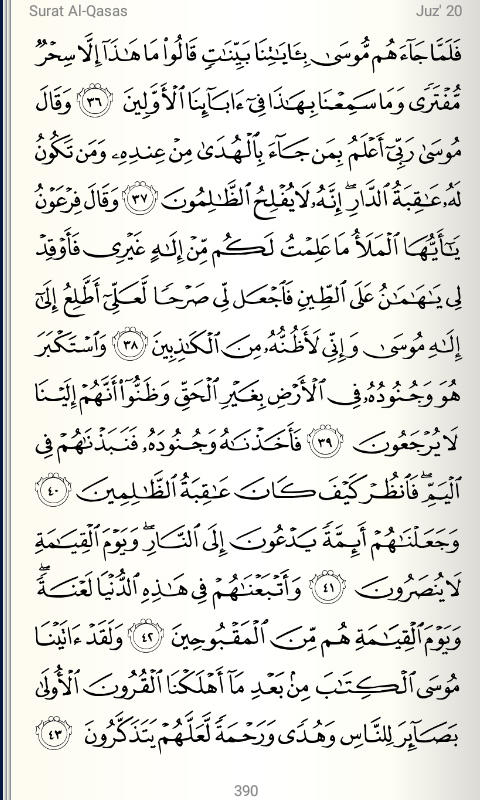 Surat Al-Qasas Juz' 20
فَلَمَّا جَآءَهُم مُّوسَىٰ بِـَٔايَـٰتِنَا بَيِّنَـٰتٍ قَالُوا۟ مَا هَـٰذَآ إِلَّا سِحْرٌ
مُّفْتَرًى وَمَا سَمِعْنَا بِهَـٰذَا فِىٓ ءَابَآئِنَا ٱلْأَوَّلِينَ ٣٦ وَقَالَ
مُوسَىٰ رَبِّىٓ أَعْلَمُ بِمَن جَآءَ بِٱلْهُدَىٰ مِنْ عِندِهِۦ وَمَن تَكُونُ
لَهُۥ عَـٰقِبَةُ ٱلدَّارِ ۖ إِنَّهُۥ لَا يُفْلِحُ ٱلظَّـٰلِمُونَ ٣٧ وَقَالَ فِرْعَوْنُ
يَـٰٓأَيُّهَا ٱلْمَلَأُ مَا عَلِمْتُ لَكُم مِّنْ إِلَـٰهٍ غَيْرِى فَأَوْقِدْ
لِى يَـٰهَـٰمَـٰنُ عَلَى ٱلطِّينِ فَٱجْعَل لِّى صَرْحًا لَّعَلِّىٓ أَطَّلِعُ إِلَىٰٓ
إِلَـٰهِ مُوسَىٰ وَإِنِّى لَأَظُنُّهُۥ مِنَ ٱلْكَـٰذِبِينَ ٣٨ وَٱسْتَكْبَرَ
هُوَ وَجُنُودُهُۥ فِى ٱلْأَرْضِ بِغَيْرِ ٱلْحَقِّ وَظَنُّوٓا۟ أَنَّهُمْ إِلَيْنَا
لَا يُرْجَعُونَ ٣٩ فَأَخَذْنَـٰهُ وَجُنُودَهُۥ فَنَبَذْنَـٰهُمْ فِى
ٱلْيَمِّ ۖ فَٱنظُرْ كَيْفَ كَانَ عَـٰقِبَةُ ٱلظَّـٰلِمِينَ ٤٠
وَجَعَلْنَـٰهُمْ أَئِمَّةً يَدْعُونَ إِلَى ٱلنَّارِ ۖ وَيَوْمَ ٱلْقِيَـٰمَةِ
لَا يُنصَرُونَ ٤١ وَأَتْبَعْنَـٰهُمْ فِى هَـٰذِهِ ٱلدُّنْيَا لَعْنَةً ۖ
وَيَوْمَ ٱلْقِيَـٰمَةِ هُم مِّنَ ٱلْمَقْبُوحِينَ ٤٢ وَلَقَدْ ءَاتَيْنَا
مُوسَى ٱلْكِتَـٰبَ مِنۢ بَعْدِ مَآ أَهْلَكْنَا ٱلْقُرُونَ ٱلْأُولَىٰ
بَصَآئِرَ لِلنَّاسِ وَهُدًى وَرَحْمَةً لَّعَلَّهُمْ يَتَذَكَّرُونَ ٤٣
390